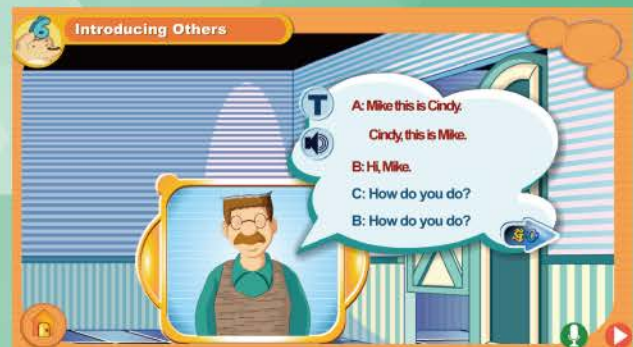 6
Introducing Others
T
A: Mike this is Cindy.
Cindy, this is Mike.
B: Hi, Mike.
C: How do you do?
B: How do you do?